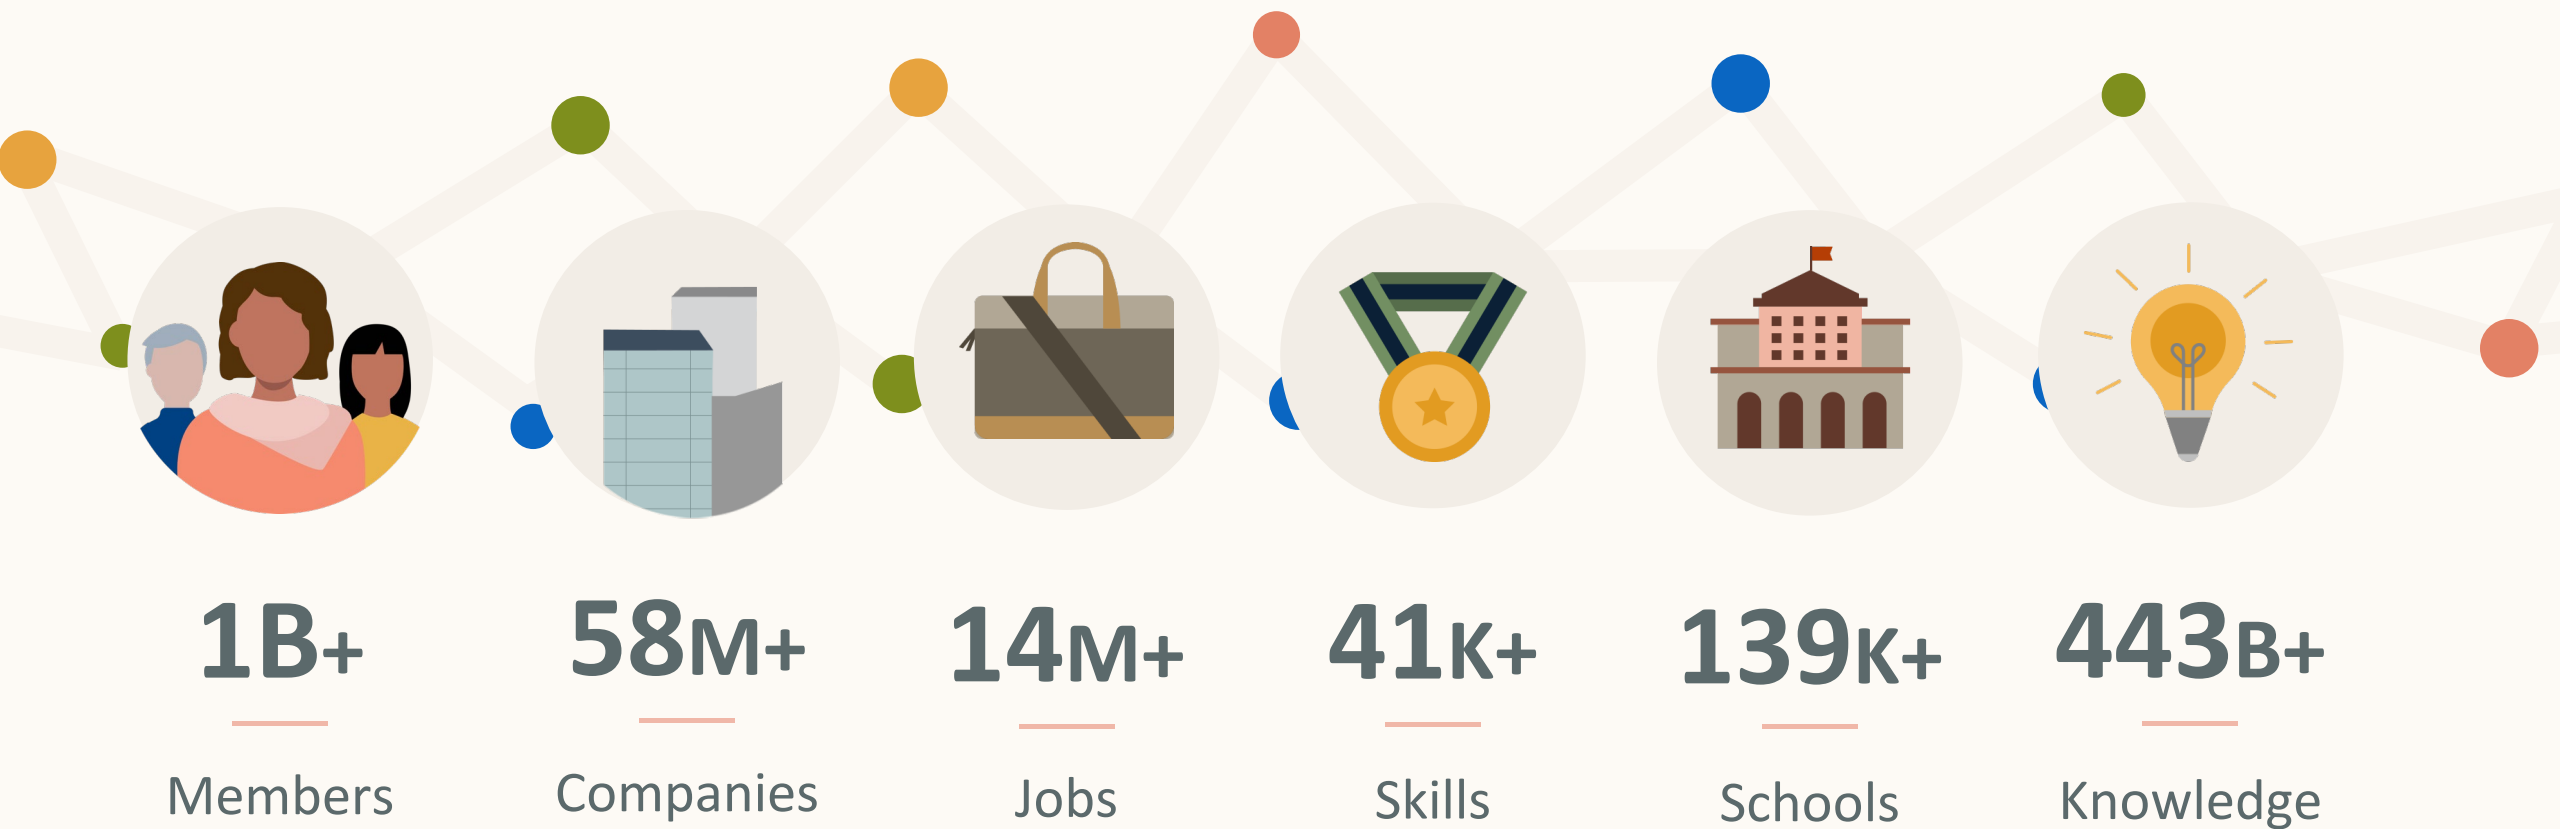 1B+ 58M+ 14M+ 41K+ 139K+ 443B+
Members Companies Jobs Skills Schools Knowledge